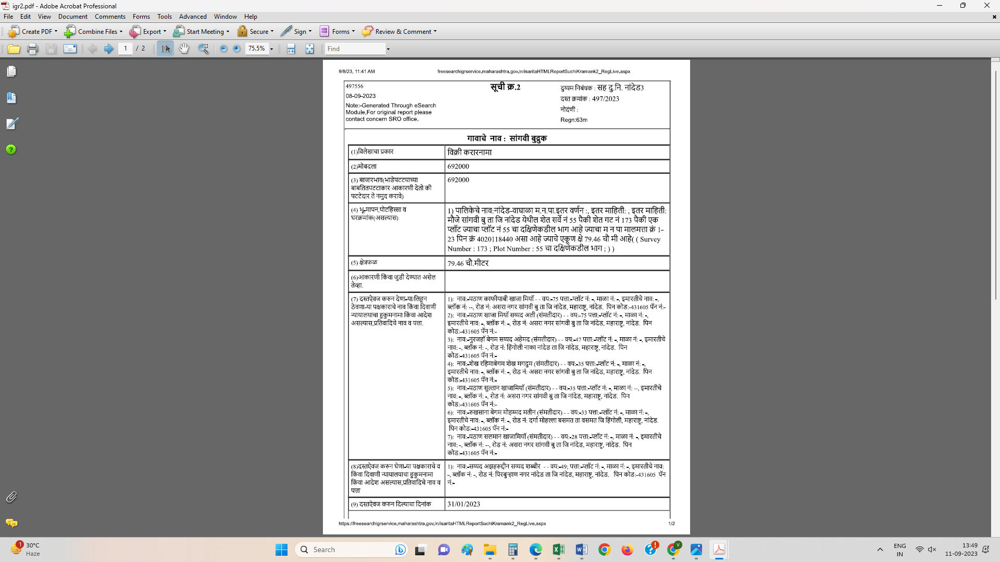 igr2.pdf - Adobe Acrobat Professional
File Edit View Document Comments Forms Tools Advanced Window Help
Create PDF Combine Files Export Start Meeting Secure Sign Forms Review & Comment
1 / 2 75.5% Find
9/8/23, 11:41 AM freesearchigrservice.maharashtra.gov.in/isaritaHTMLReportSuchiKramank2_RegLive.aspx
497556 सूची क्र.2 दुय्यम निबंधक : सह दु.नि. नांदेड3
08-09-2023 दस्त क्रमांक : 497/2023
Note:-Generated Through eSearch नोदंणी :
Module,For original report please Regn:63m
contact concern SRO office.
गावाचे नाव : सांगवी बुद्रुक
(1)विलेखाचा प्रकार विक्री करारनामा
(2)मोबदला 692000
(3) बाजारभाव(भाडेपटटयाच्या 692000
बाबतितपटटाकार आकारणी देतो की
पटटेदार ते नमुद करावे)
(4) भू-मापन,पोटहिस्सा व
घरक्रमांक(असल्यास)
1) पालिकेचे नाव:नांदेड-वाघाळा म.न.पा.इतर वर्णन :, इतर माहिती: , इतर माहिती:
मौजे सांगवी बु ता जि नांदेड येथील शेत सर्वे नं 55 पैकी शेत गट नं 173 पैकी एक
प्लॉट ज्याचा प्लॉट नं 55 चा दक्षिणेकडील भाग आहे ज्याचा म न पा मालमत्ता क्रं 1-
23 पिन क्रं 4020118440 असा आहे ज्याचे एकूण क्षे 79.46 चौ मी आहे( ( Survey
Number : 173 ; Plot Number : 55 चा दक्षिणेकडील भाग ; ) )
(5) क्षेत्रफळ 79.46 चौ.मीटर
(6)आकारणी किंवा जुडी देण्यात असेल
तेव्हा.
(7) दस्तऐवज करुन देणा-या/लिहून
ठेवणा-या पक्षकाराचे नाव किंवा दिवाणी
न्यायालयाचा हुकुमनामा किंवा आदेश
असल्यास,प्रतिवादिचे नाव व पत्ता.
1): नाव:-पठाण काफीयाबी खाजा मियॉ - - वय:-75 पत्ता:-प्लॉट नं: -, माळा नं: -, इमारतीचे नाव: -,
ब्लॉक नं: --, रोड नं: असरा नगर सांगवी बु ता जि नांदेड, महाराष्ट्र, नांदेड. पिन कोड:-431605 पॅन नं:-
2): नाव:-पठाण खाजा मियॉ सय्यद अली (संमतीदार) - - वय:-75 पत्ता:-प्लॉट नं: -, माळा नं: -,
इमारतीचे नाव: -, ब्लॉक नं: -, रोड नं: असरा नगर सांगवी बु ता जि नांदेड, महाराष्ट्र, नांदेड. पिन
कोड:-431605 पॅन नं:-
3): नाव:-नुरजहॉ बेगम सय्यद अहेमद (संमतीदार) - - वय:-47 पत्ता:-प्लॉट नं: -, माळा नं: -, इमारतीचे
नाव: -, ब्लॉक नं: -, रोड नं: हिंगोली नाका नांदेड ता जि नांदेड, महाराष्ट्र, नांदेड. पिन
कोड:-431605 पॅन नं:-
4): नाव:-शेख रहिमाबेगम शेख मगदुम (संमतीदार) - - वय:-35 पत्ता:-प्लॉट नं: -, माळा नं: -,
इमारतीचे नाव: -, ब्लॉक नं: -, रोड नं: असरा नगर सांगवी बु ता जि नांदेड, महाराष्ट्र, नांदेड. पिन
कोड:-431605 पॅन नं:-
5): नाव:-पठाण सुल्तान खाजामियॉ (संमतीदार) - - वय:-35 पत्ता:-प्लॉट नं: -, माळा नं: --, इमारतीचे
नाव: -, ब्लॉक नं: -, रोड नं: असरा नगर सांगवी बु ता जि नांदेड, महाराष्ट्र, नांदेड. पिन
कोड:-431605 पॅन नं:-
6): नाव:-रुखसाना बेगम मोहम्मद मतीन (संमतीदार) - - वय:-33 पत्ता:-प्लॉट नं: -, माळा नं: -,
इमारतीचे नाव: -, ब्लॉक नं: -, रोड नं: दर्गा मोहल्ला बसमत ता वसमत जि हिंगोली, महाराष्ट्र, नांदेड.
पिन कोड:-431605 पॅन नं:-
7): नाव:-पठाण सलमान खाजामियॉ (संमतीदार) - - वय:-28 पत्ता:-प्लॉट नं: -, माळा नं: -, इमारतीचे
नाव: -, ब्लॉक नं: --, रोड नं: असरा नगर सांगवी बु ता जि नांदेड, महाराष्ट्र, नांदेड. पिन
कोड:-431605 पॅन नं:-
(8)दस्तऐवज करुन घेणा-या पक्षकाराचे व
किंवा दिवाणी न्यायालयाचा हुकुमनामा
किंवा आदेश असल्यास,प्रतिवादिचे नाव व
पत्ता
1): नाव:-सय्यद अझहरुद्दीन सय्यद शब्बीर - - वय:-49; पत्ता:-प्लॉट नं: -, माळा नं: -, इमारतीचे नाव:
-, ब्लॉक नं: -, रोड नं: पिरबुऱ्हाण नगर नांदेड ता जि नांदेड, महाराष्ट्र, नांदेड. पिन कोड:-431605 पॅन
नं:-
(9) दस्तऐवज करुन दिल्याचा दिनांक 31/01/2023
https://freesearchigrservice.maharashtra.gov.in/isaritaHTMLReportSuchiKramank2_RegLive.aspx 1/2
1 30°C
Haze
Search
V
ENG
IN
13:49
11-09-2023